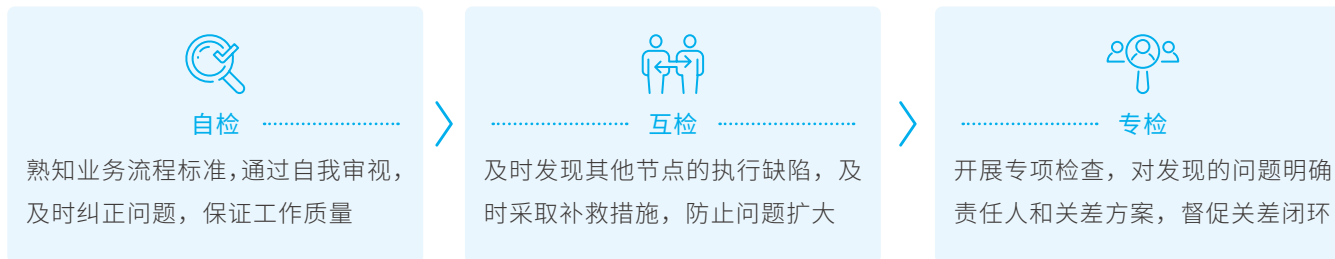 自检
熟知业务流程标准，通过自我审视，
及时纠正问题，保证工作质量
互检
及时发现其他节点的执行缺陷，及
时采取补救措施，防止问题扩大
专检
开展专项检查，对发现的问题明确
责任人和关差方案，督促关差闭环